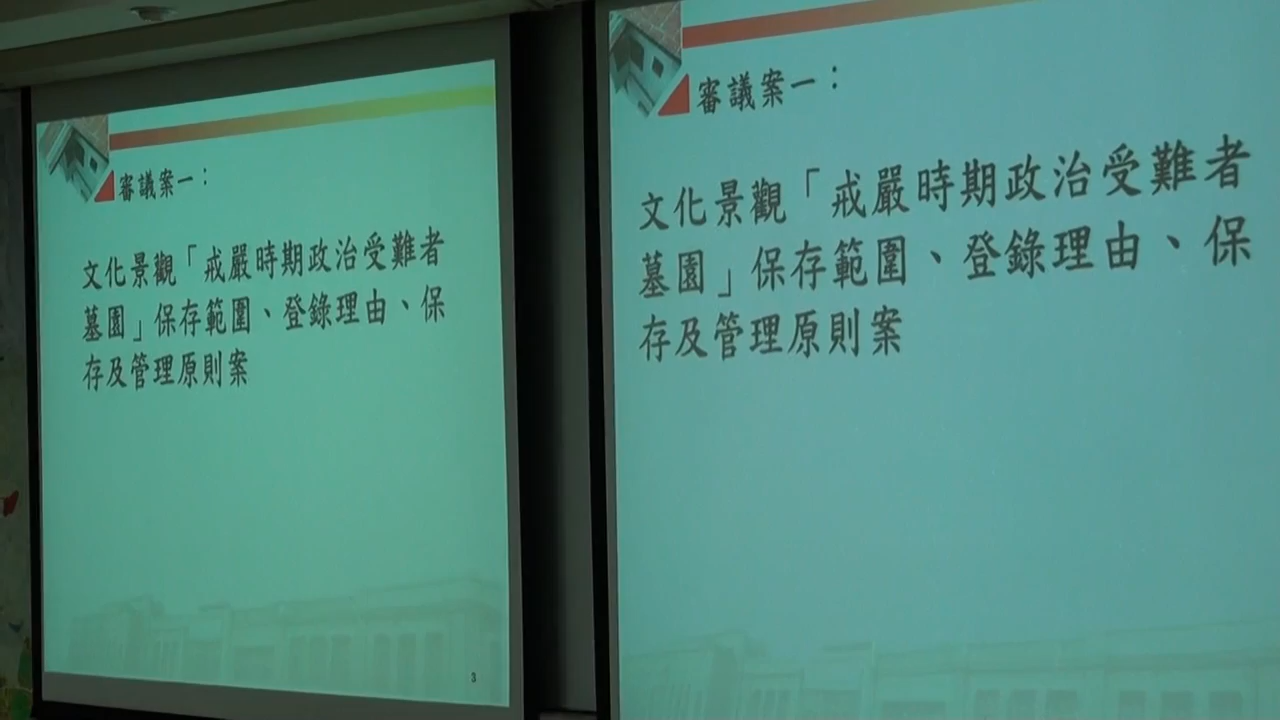 審議案一：
文化景觀「戒嚴時期政治受難者
墓園」保存範圍、登錄理由、保
存及管理原則案
3
審議案一：
文化景觀「戒嚴時期政治受難者
墓園」保存範圍、登錄理由、保
存及管理原則案